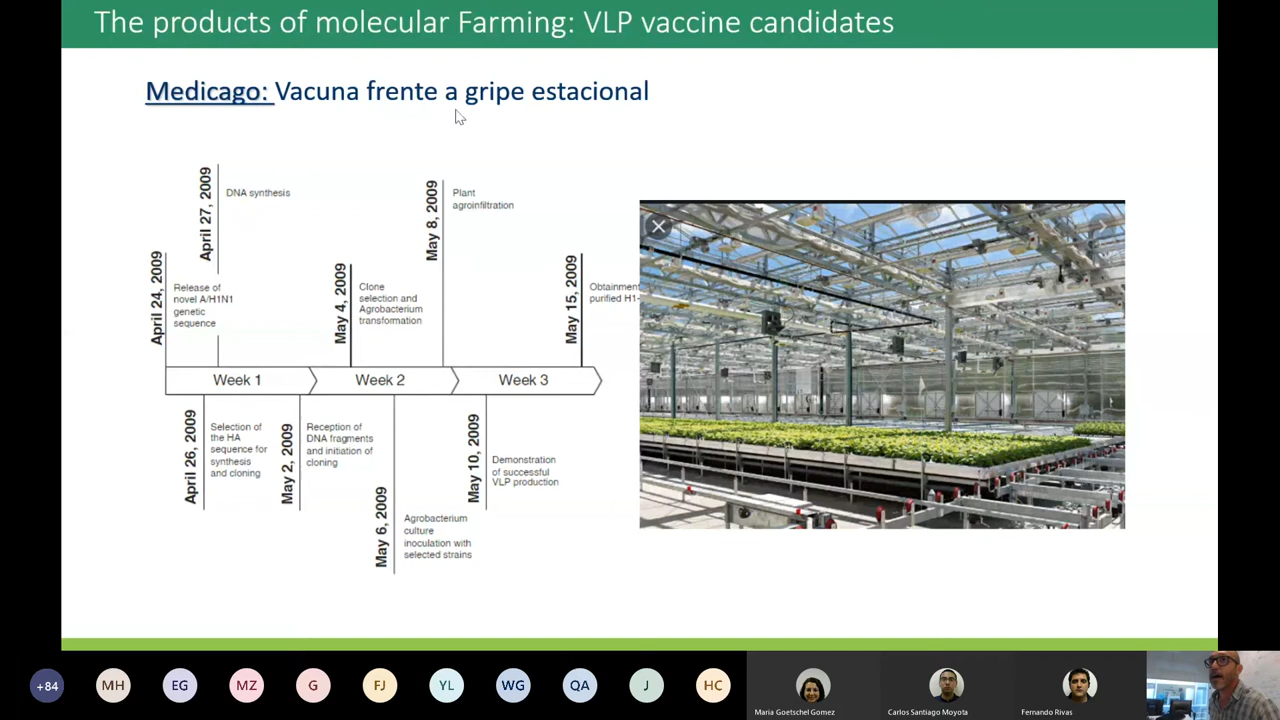 The products of molecular Farming: VLP vaccine candidates
Medicago: Vacuna frente a gripe estacional
April 24, 2009
Release of
novel A/H1N1
genetic
sequence
April 27, 2009
DNA synthesis
May 4, 2009
Clone
selection and
Agrobacterium
transformation
May 8, 2009
Plant
agroinfiltration
May 15, 2009
Obtainment
purified H1-
Week 1
Week 2
Week 3
April 26, 2009
Selection of
the HA
sequence for
synthesis
and cloning
May 2, 2009
Reception of
DNA fragments
and initiation of
cloning
May 6, 2009
Agrobacterium
culture
inoculation with
selected strains
May 10, 2009
Demonstration
of successful
VLP production
+84
MH
EG
MZ
G
FJ
YL
WG
QA
J
HC
Maria Goetschel Gomez
Carlos Santiago Moyota
Fernando Rivas